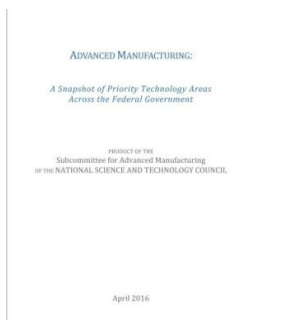 ADVANCED MANUFACTURING:
A Snapshot of Priority Technology Areas
Across the Federal Government
PRODUCT OF THE
Subcommittee for Advanced Manufacturing
OF THE NATIONAL SCIENCE AND TECHNOLOGY COUNCIL
April 2016